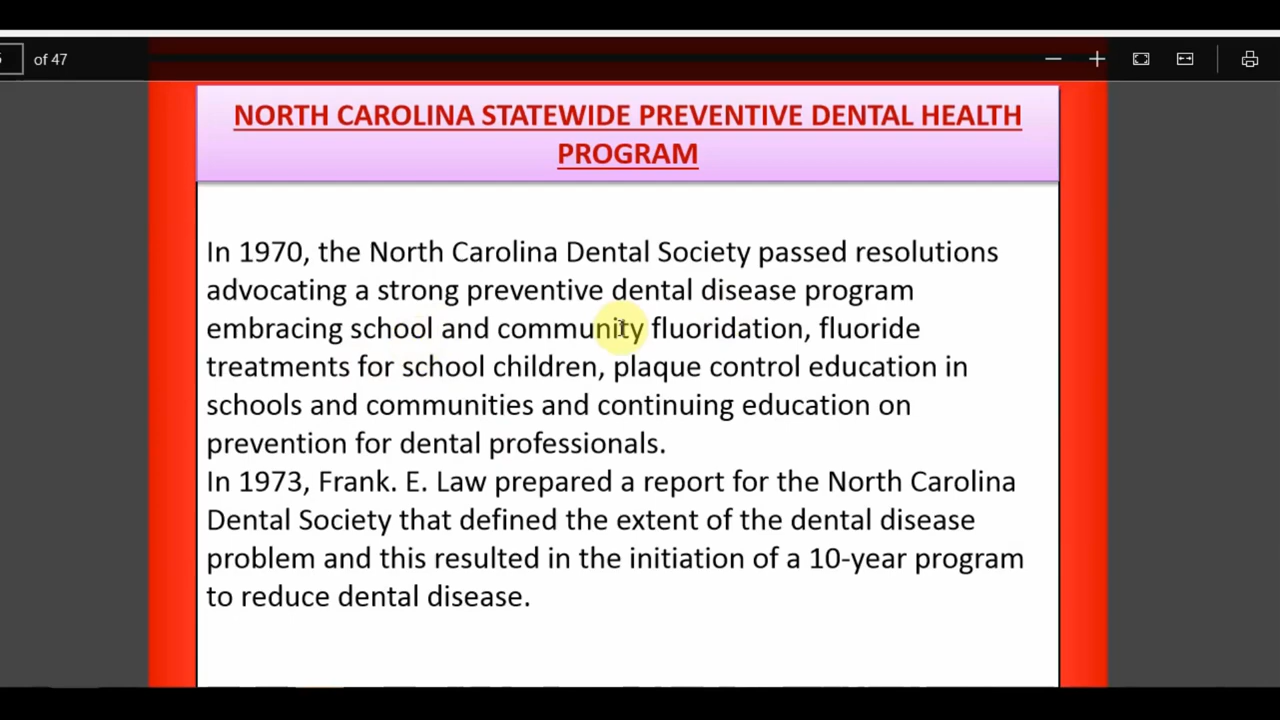 of 47
NORTH CAROLINA STATEWIDE PREVENTIVE DENTAL HEALTH
PROGRAM
In 1970, the North Carolina Dental Society passed resolutions
advocating a strong preventive dental disease program
embracing school and community fluoridation, fluoride
treatments for school children, plaque control education in
schools and communities and continuing education on
prevention for dental professionals.
In 1973, Frank. E. Law prepared a report for the North Carolina
Dental Society that defined the extent of the dental disease
problem and this resulted in the initiation of a 10-year program
to reduce dental disease.